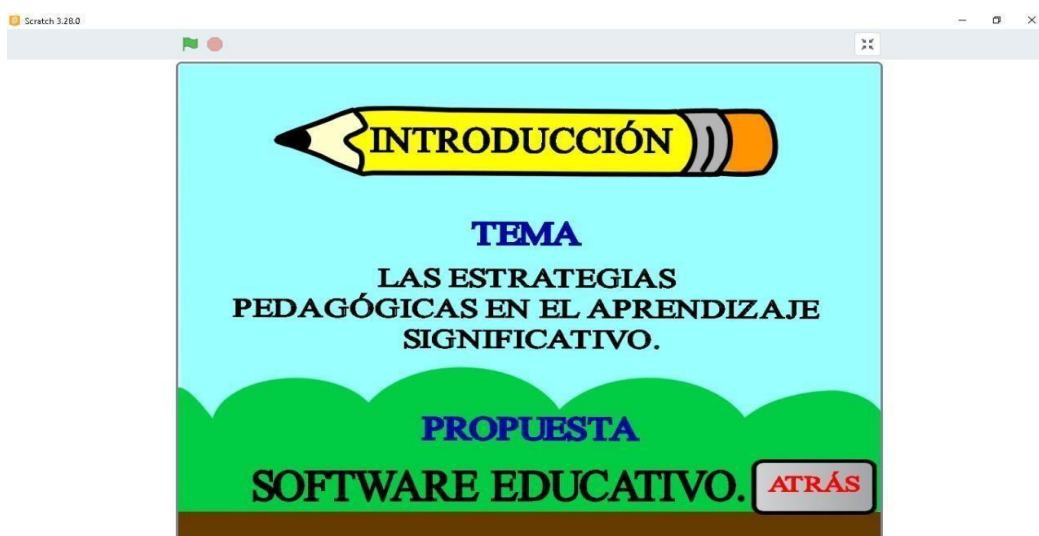 Scratch 3.28.0
INTRODUCCIÓN
TEMA
LAS ESTRATEGIAS
PEDAGÓGICAS EN EL APRENDIZAJE
SIGNIFICATIVO.
PROPUESTA
SOFTWARE EDUCATIVO.
ATRÁS